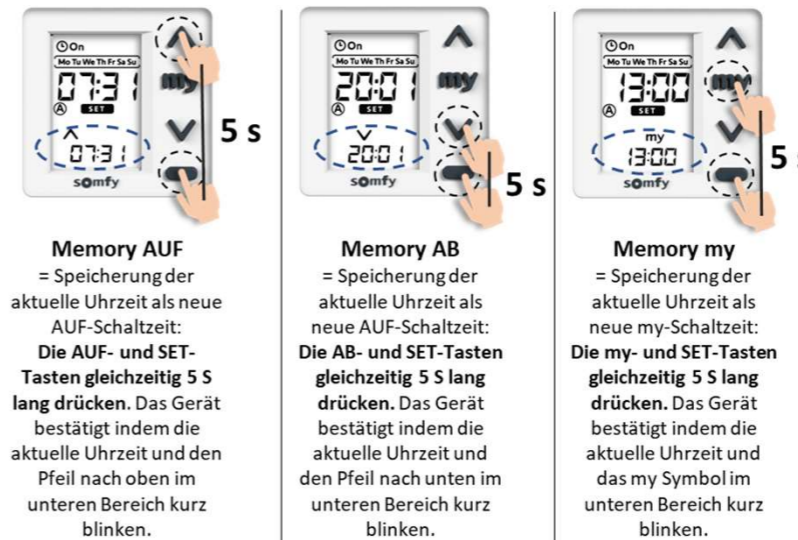 On
Mo Tu We Th Fr Sa Su
07:31
my
A
SET
07:31
somfy
5 s
Memory AUF
= Speicherung der
aktuelle Uhrzeit als neue
AUF-Schaltzeit:
Die AUF- und SET-
Tasten gleichzeitig 5 S
lang drücken. Das Gerät
bestätigt indem die
aktuelle Uhrzeit und den
Pfeil nach oben im
unteren Bereich kurz
blinken.
On
Mo Tu We Th Fr Sa Su
20:01
my
A
SET
20:01
somfy
5 s
Memory AB
= Speicherung der
aktuelle Uhrzeit als
neue AUF-Schaltzeit:
Die AB- und SET-Tasten
gleichzeitig 5 S lang
drücken. Das Gerät
bestätigt indem die
aktuelle Uhrzeit und
den Pfeil nach unten im
unteren Bereich kurz
blinken.
On
Mo Tu We Th Fr Sa Su
13:00
my
A
SET
my
13:00
somfy
5 s
Memory my
= Speicherung der
aktuelle Uhrzeit als
neue my-Schaltzeit:
Die my- und SET-Tasten
gleichzeitig 5 S lang
drücken. Das Gerät
bestätigt indem die
aktuelle Uhrzeit und
das my Symbol im
unteren Bereich kurz
blinken.